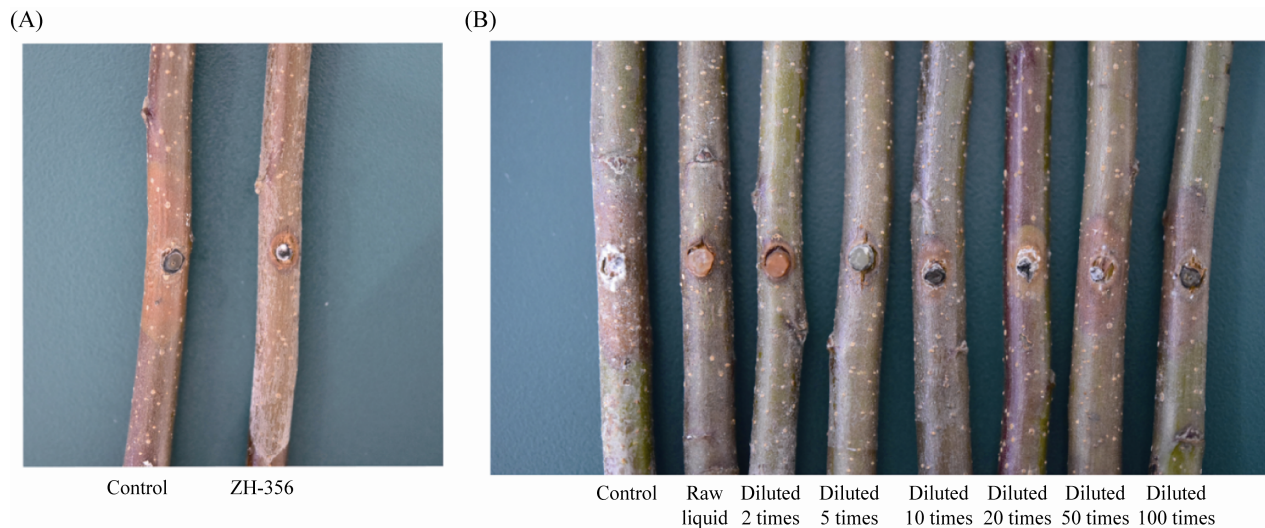 (A)
(B)
Control ZH-356
Control Raw liquid Diluted 2 times Diluted 5 times Diluted 10 times Diluted 20 times Diluted 50 times Diluted 100 times